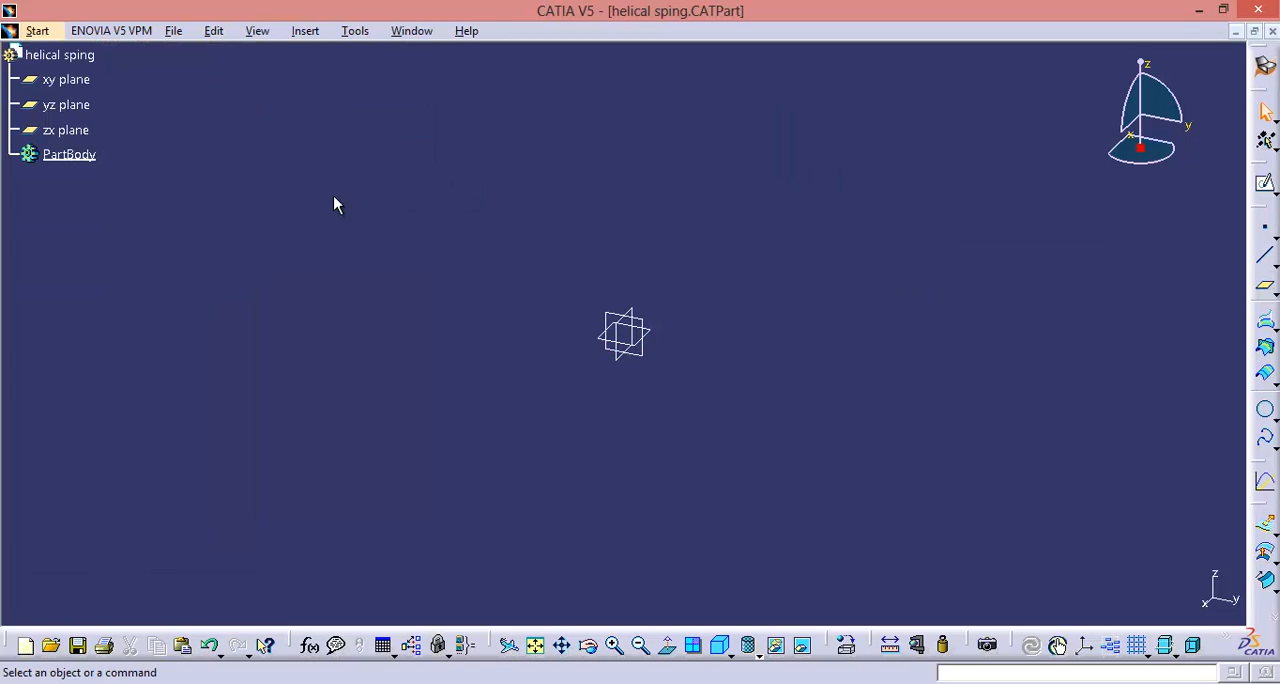 CATIA V5 - [helical sping.CATPart]
Start ENOVIA V5 VPM File Edit View Insert Tools Window Help
helical sping
xy plane
yz plane
zx plane
PartBody
z
y
x
f(x)
z
x y
CATIA
Select an object or a command